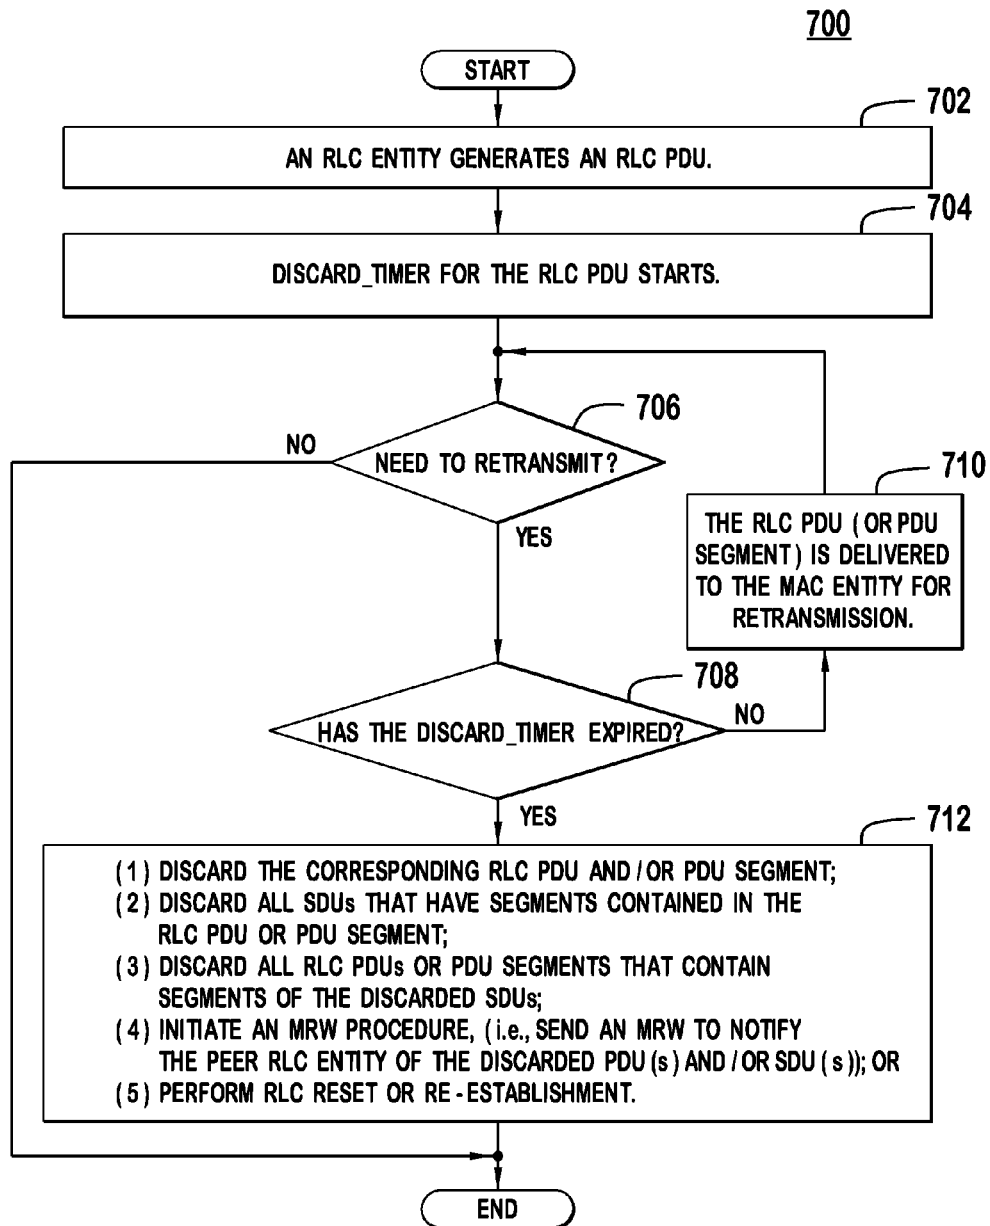 700
START
702
AN RLC ENTITY GENERATES AN RLC PDU.
704
DISCARD_TIMER FOR THE RLC PDU STARTS.
706
NO
NEED TO RETRANSMIT?
YES
710
THE RLC PDU (OR PDU
SEGMENT) IS DELIVERED
TO THE MAC ENTITY FOR
RETRANSMISSION.
708
HAS THE DISCARD_TIMER EXPIRED?
NO
YES
712
(1) DISCARD THE CORRESPONDING RLC PDU AND/OR PDU SEGMENT;
(2) DISCARD ALL SDUs THAT HAVE SEGMENTS CONTAINED IN THE
RLC PDU OR PDU SEGMENT;
(3) DISCARD ALL RLC PDUs OR PDU SEGMENTS THAT CONTAIN
SEGMENTS OF THE DISCARDED SDUs;
(4) INITIATE AN MRW PROCEDURE, (i.e., SEND AN MRW TO NOTIFY
THE PEER RLC ENTITY OF THE DISCARDED PDU(s) AND/OR SDU(s)); OR
(5) PERFORM RLC RESET OR RE-ESTABLISHMENT.
END